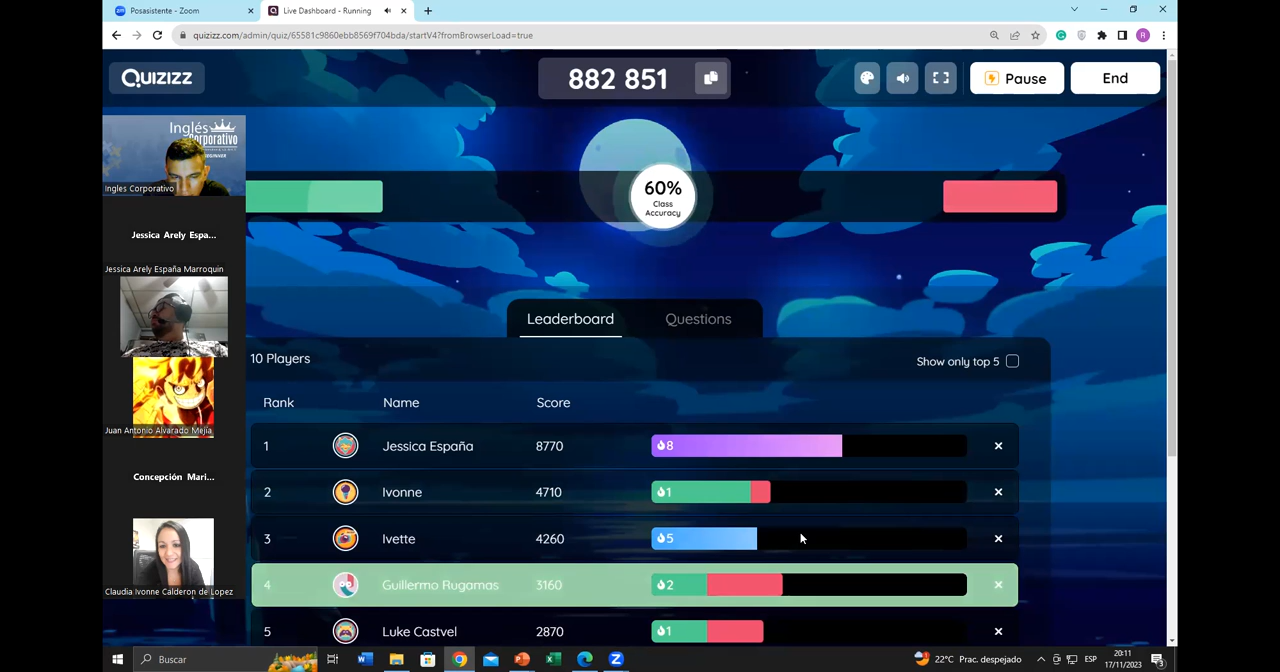 Posasistente - Zoom
Live Dashboard - Running
quizizz.com/admin/quiz/65581c9860ebb8569f704bda/startV4?fromBrowserLoad=true
R
QUIZIZZ
882 851
Pause
End
Inglés
Corporativo
Ingles Corporativo
60%
Class
Accuracy
Jessica Arely Espa...
Jessica Arely España Marroquin
Juan Antonio Alvarado Mejía
Concepción Mari...
Claudia Ivonne Calderon de Lopez
Leaderboard
Questions
10 Players
Show only top 5
Rank
Name
Score
1 Jessica España 8770 8
2 Ivonne 4710 1
3 Ivette 4260 5
4 Guillermo Rugamas 3160 2
5 Luke Castvel 2870 1
Buscar
22°C Prac. despejado
ESP
20:11
17/11/2023